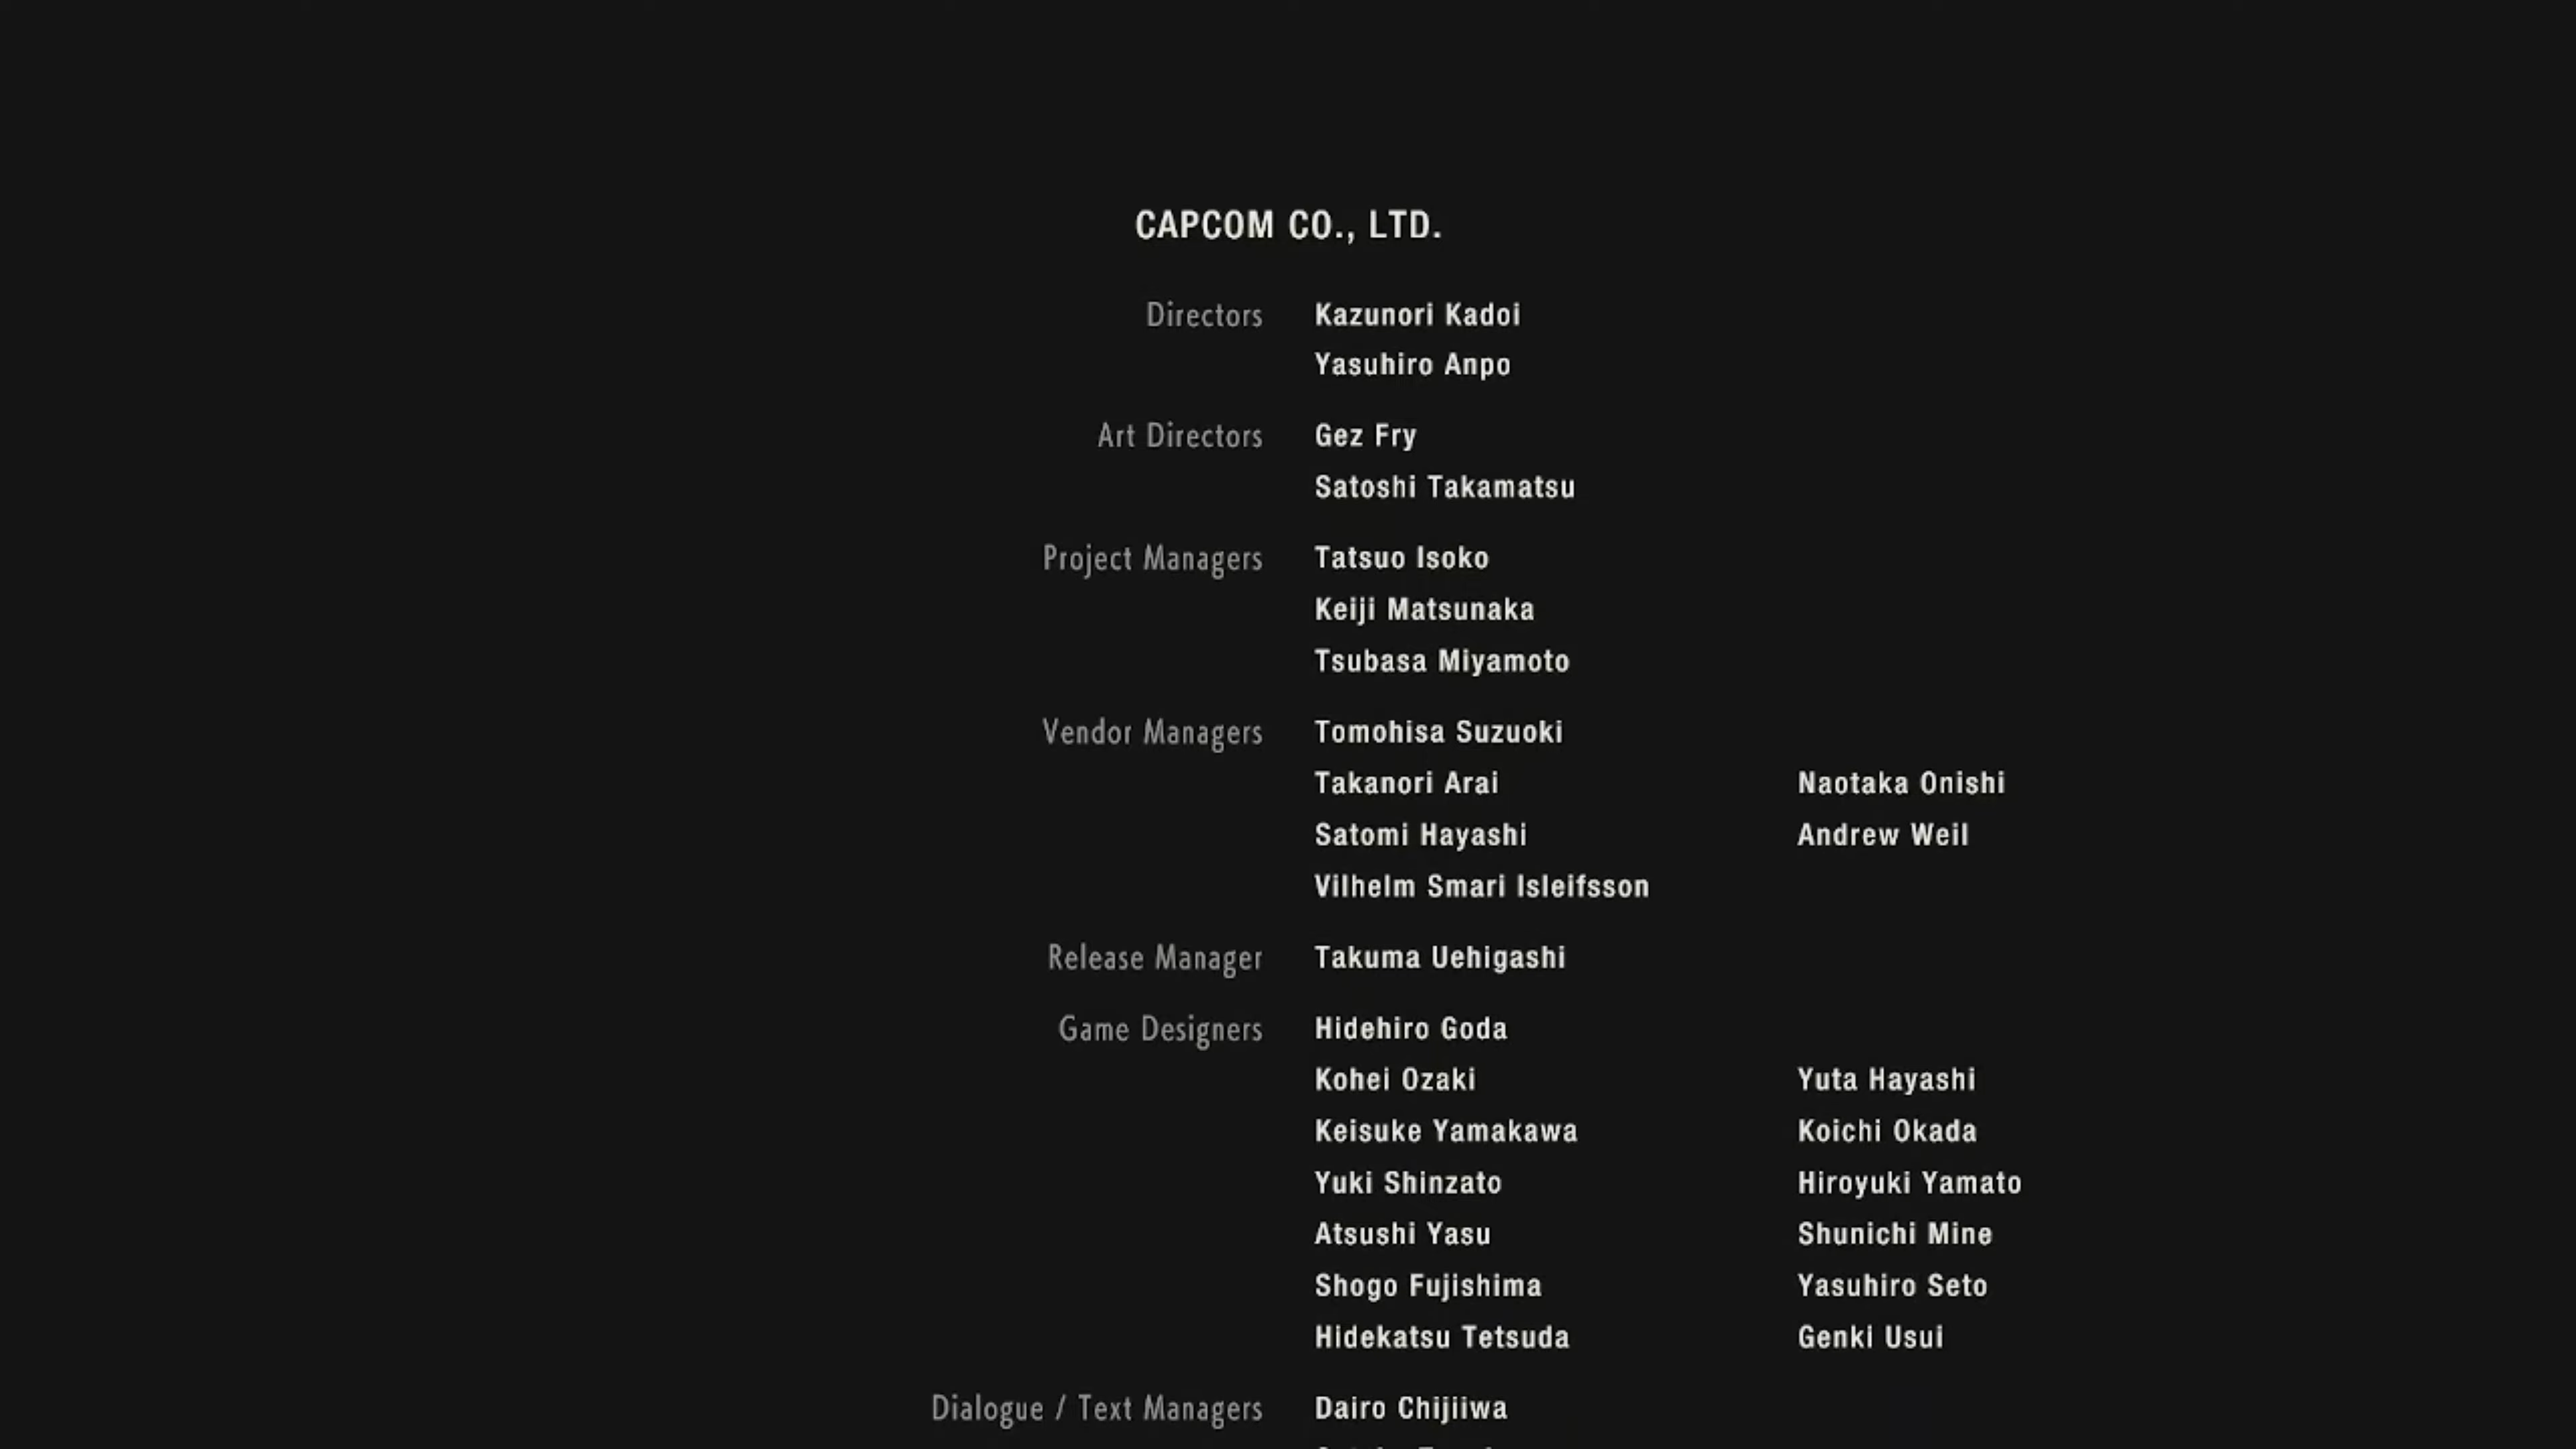 CAPCOM CO., LTD.
Directors Kazunori Kadoi
Yasuhiro Anpo
Art Directors Gez Fry
Satoshi Takamatsu
Project Managers Tatsuo Isoko
Keiji Matsunaka
Tsubasa Miyamoto
Vendor Managers Tomohisa Suzuoki
Takanori Arai Naotaka Onishi
Satomi Hayashi Andrew Weil
Vilhelm Smari Isleifsson
Release Manager Takuma Uehigashi
Game Designers Hidehiro Goda
Kohei Ozaki Yuta Hayashi
Keisuke Yamakawa Koichi Okada
Yuki Shinzato Hiroyuki Yamato
Atsushi Yasu Shunichi Mine
Shogo Fujishima Yasuhiro Seto
Hidekatsu Tetsuda Genki Usui
Dialogue / Text Managers Dairo Chijiiwa